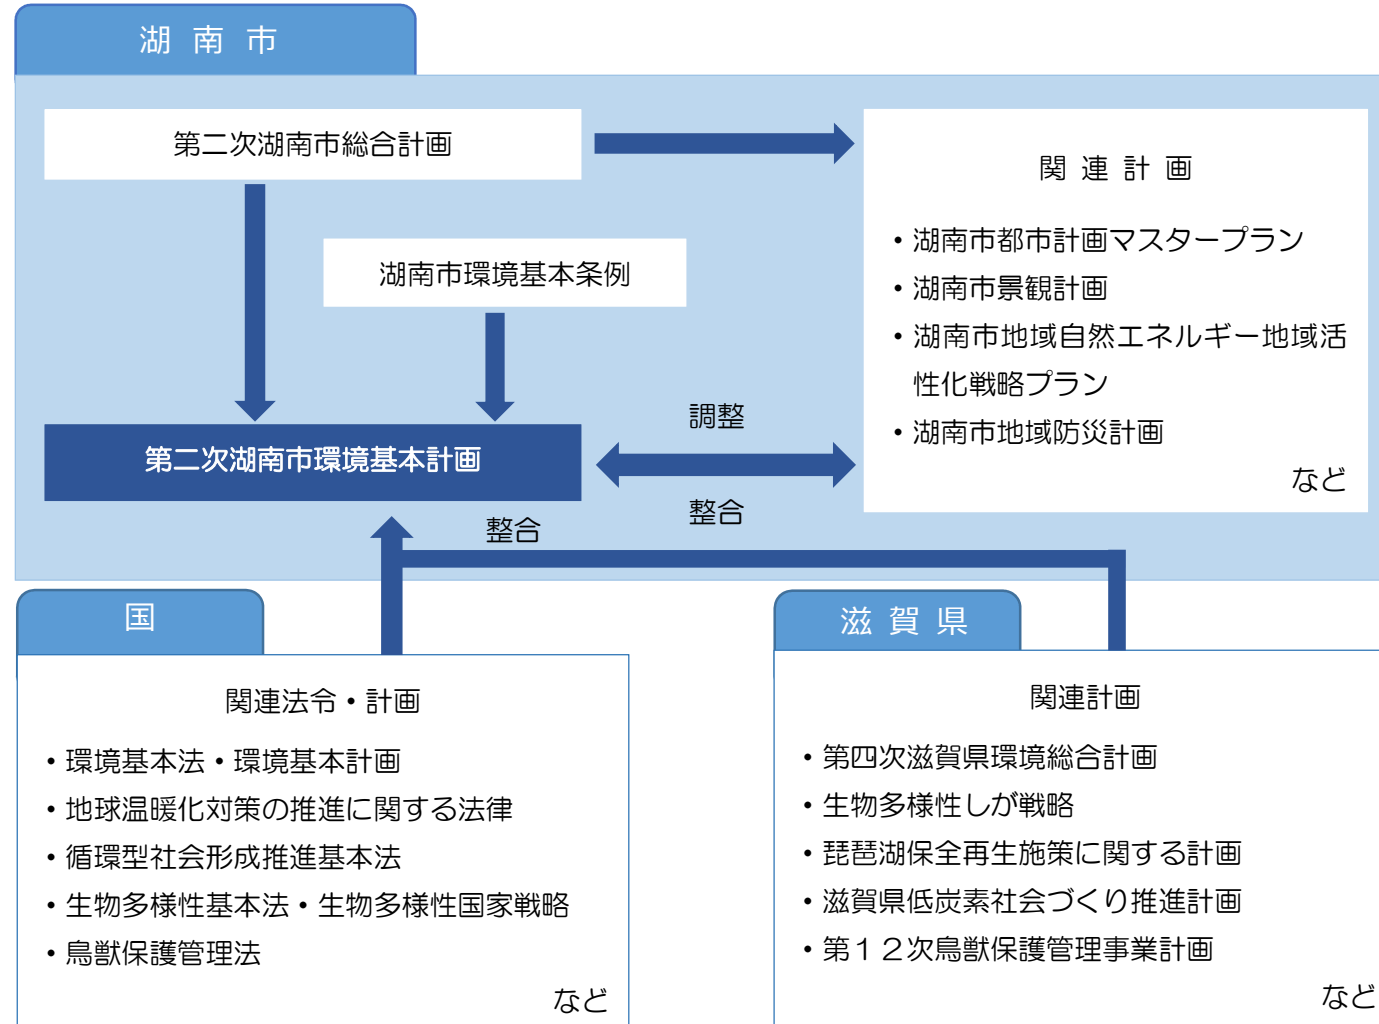 湖南市
第二次湖南市総合計画
湖南市環境基本条例
第二次湖南市環境基本計画
関連計画
・湖南市都市計画マスタープラン
・湖南市景観計画
・湖南市地域自然エネルギー地域活
性化戦略プラン
・湖南市地域防災計画
など
調整
整合
整合
国
関連法令・計画
・環境基本法・環境基本計画
・地球温暖化対策の推進に関する法律
・循環型社会形成推進基本法
・生物多様性基本法・生物多様性国家戦略
・鳥獣保護管理法
など
滋賀県
関連計画
・第四次滋賀県環境総合計画
・生物多様性しが戦略
・琵琶湖保全再生施策に関する計画
・滋賀県低炭素社会づくり推進計画
・第１２次鳥獣保護管理事業計画
など